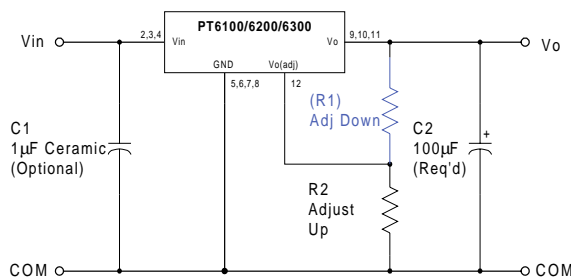 PT6100/6200/6300
Vin
2,3,4
Vin
Vo
9,10,11
Vo
GND
Vo(adj)
5,6,7,8
12
(R1)
Adj Down
C1
1µF Ceramic
(Optional)
C2
+
100µF
(Req'd)
R2
Adjust
Up
COM
COM